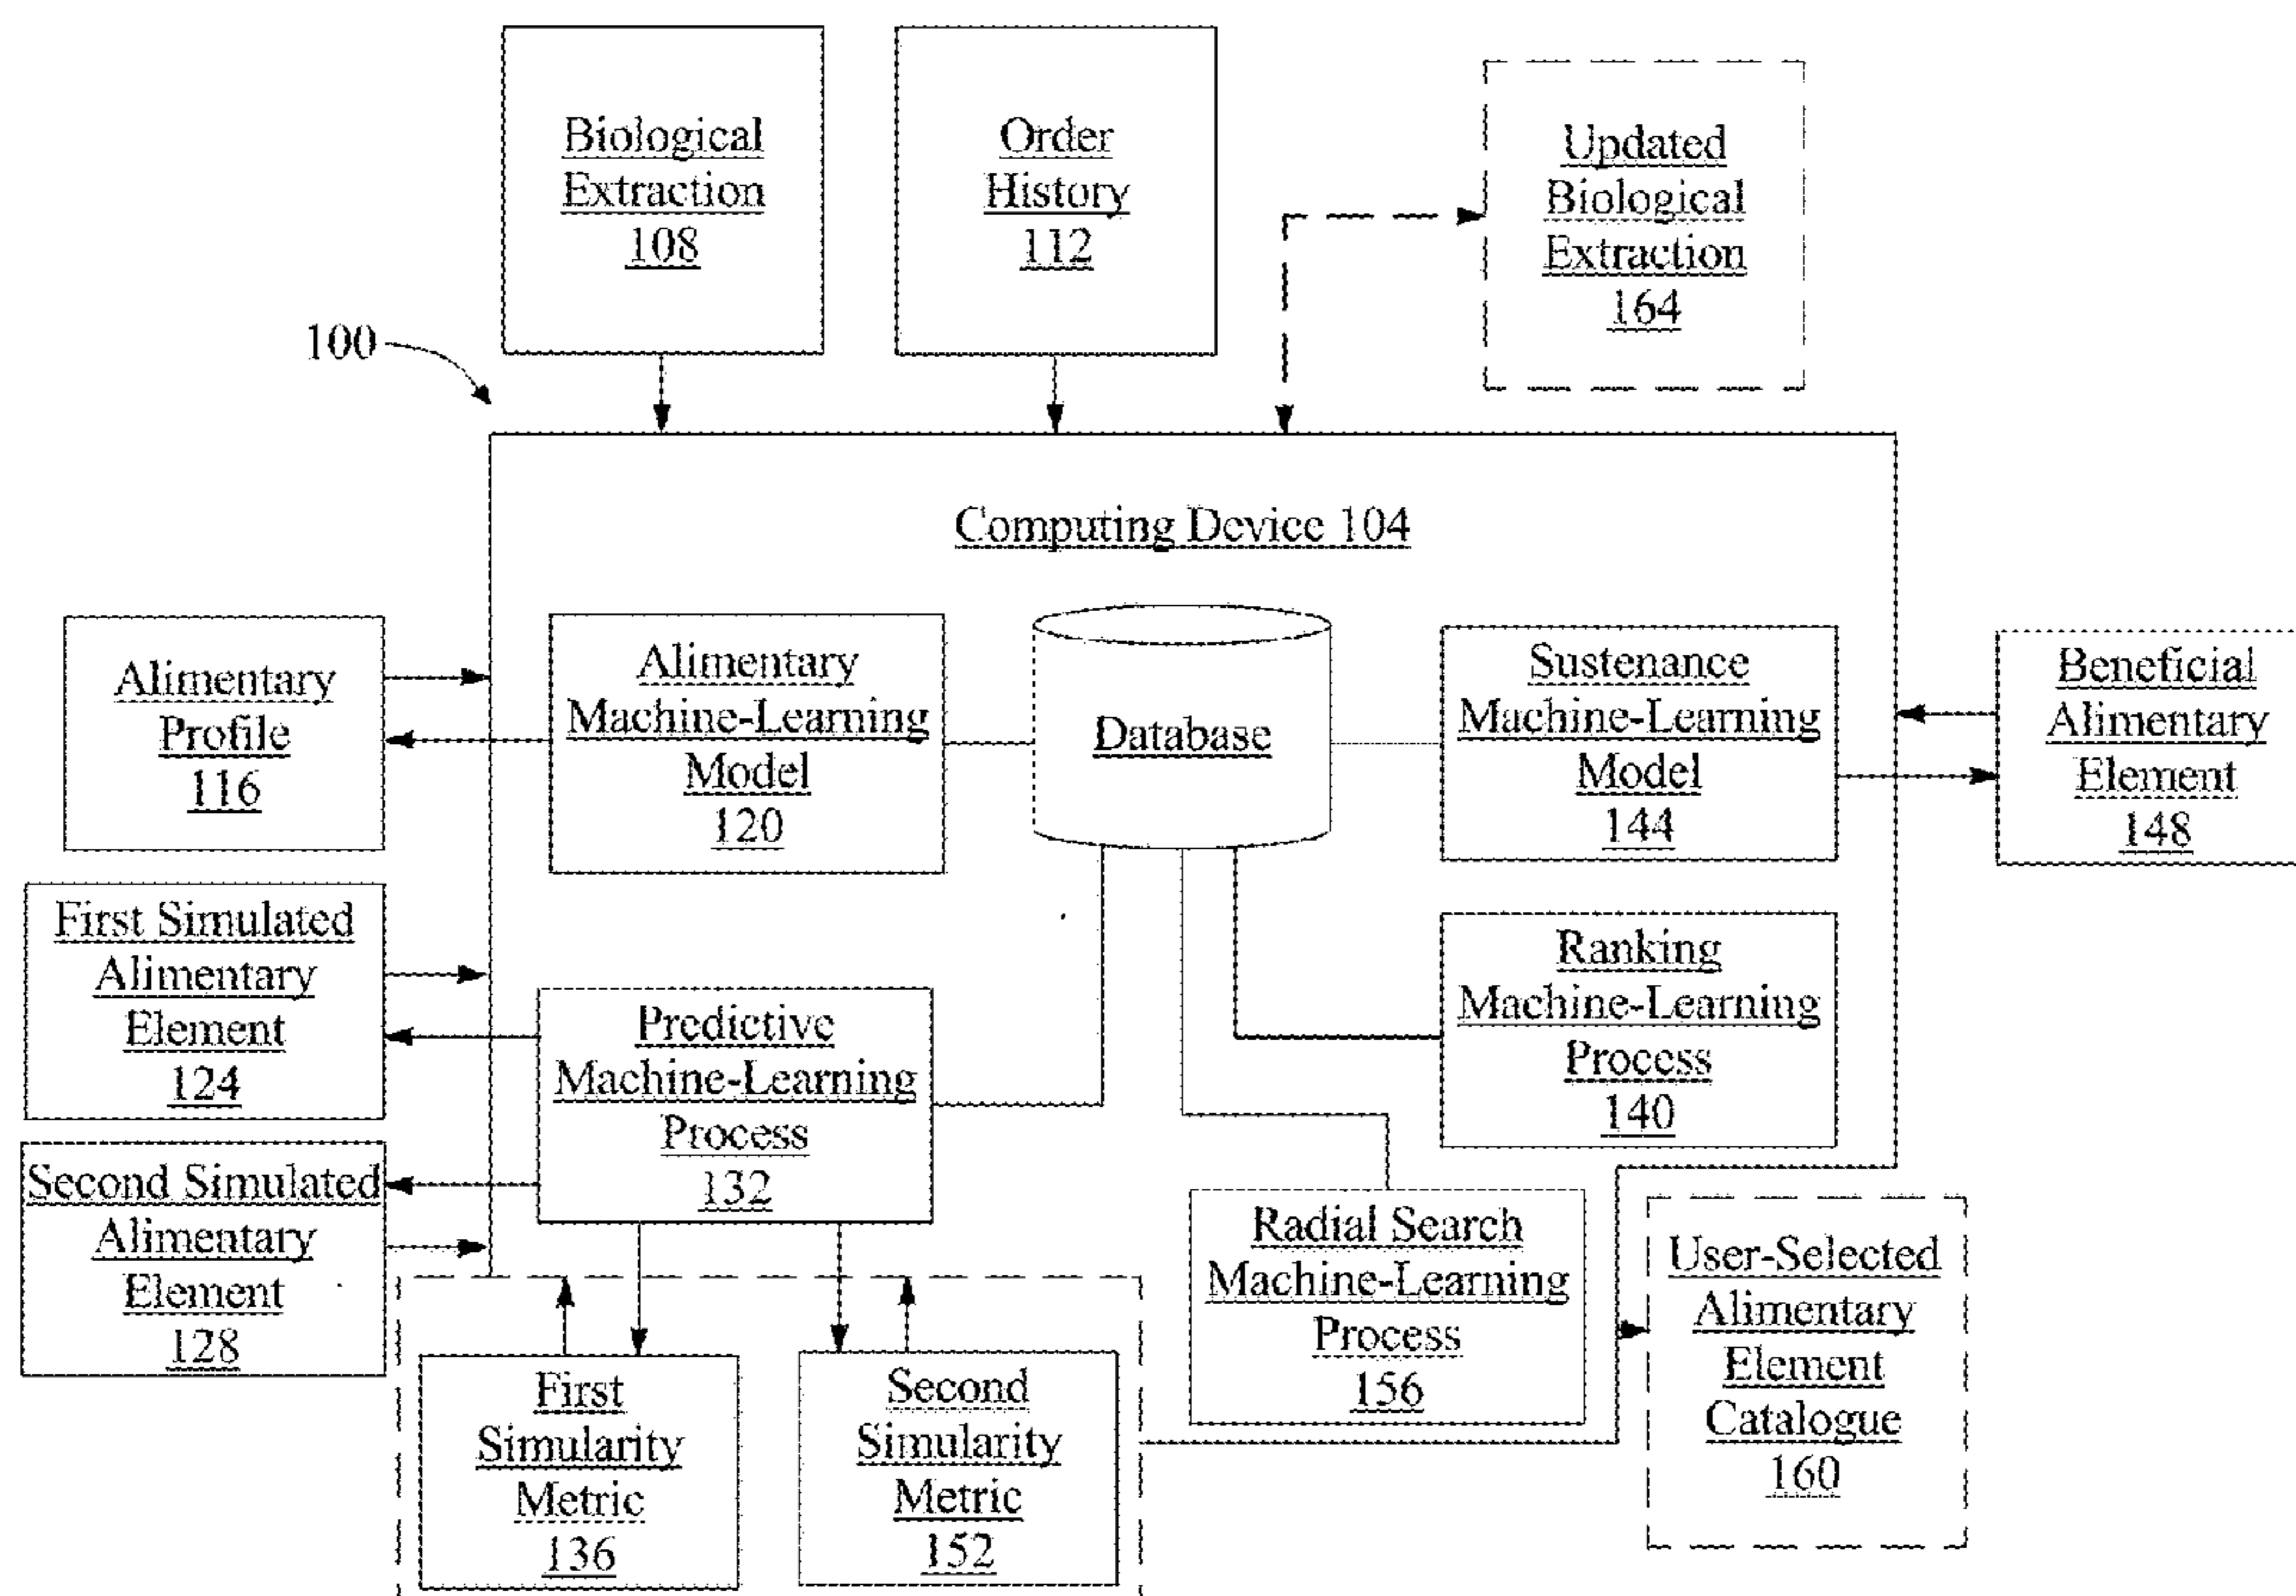 Biological
Extraction
108
Order
History
112
Updated
Biological
Extraction
164
100
Computing Device 104
Alimentary
Profile
116
Alimentary
Machine-Learning
Model
120
Database
Sustenance
Machine-Learning
Model
144
Beneficial
Alimentary
Element
148
First Simulated
Alimentary
Element
124
Predictive
Machine-Learning
Process
132
Ranking
Machine-Learning
Process
140
Second Simulated
Alimentary
Element
128
Radial Search
Machine-Learning
Process
156
User-Selected
Alimentary
Element
Catalogue
160
First
Simularity
Metric
136
Second
Simularity
Metric
152